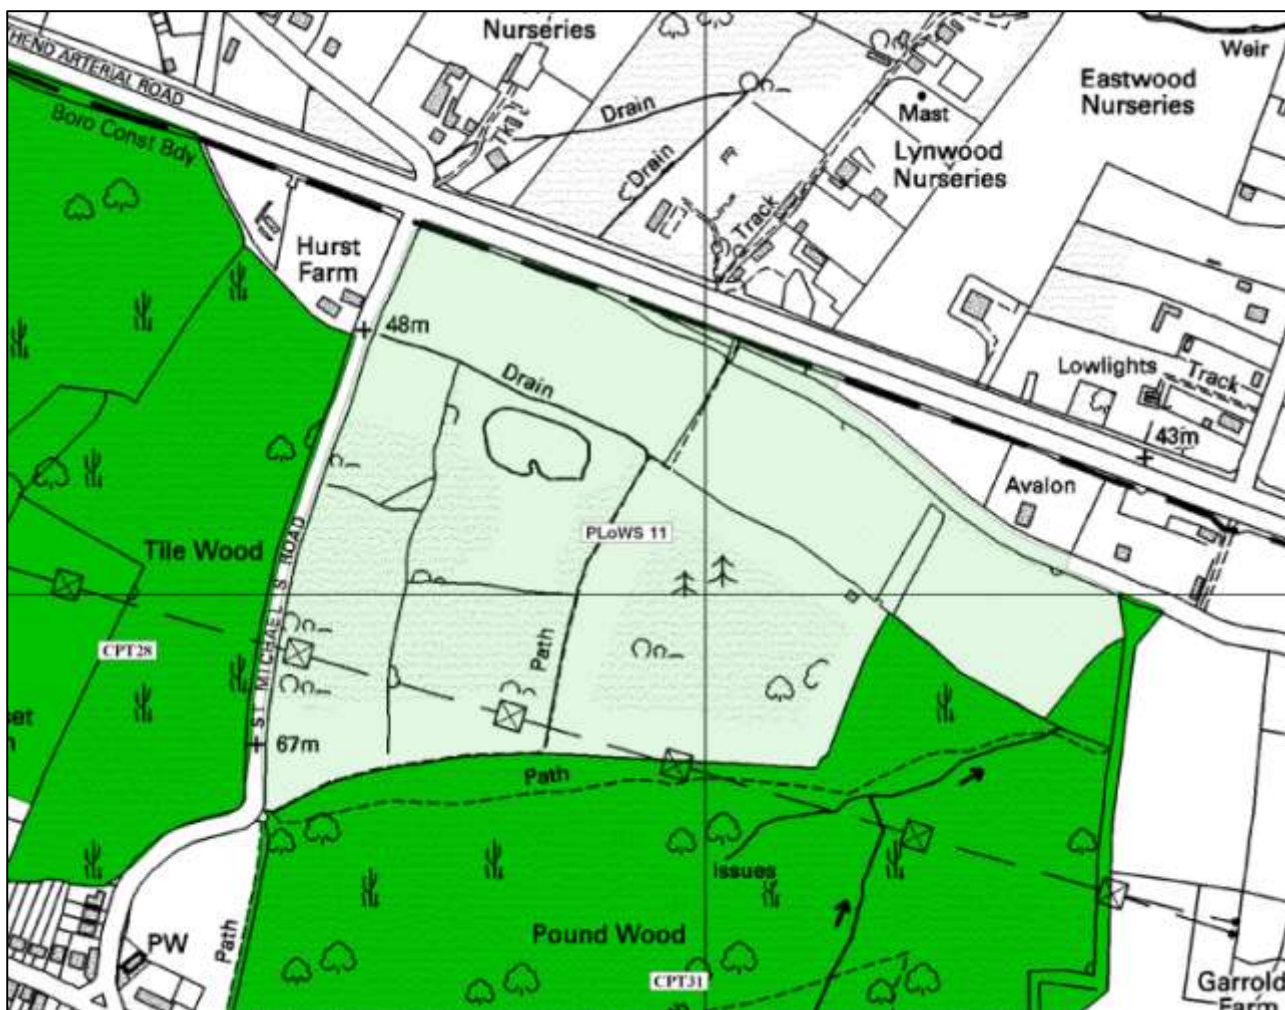 Nurseries
HEND ARTERIAL ROAD
Boro Const Bdy
Tk
Drain
Drain
Mast
Weir
Eastwood
Nurseries
Lynwood
Nurseries
Track
Hurst
Farm
48m
Drain
Lowlights
Track
43m
Avalon
PLoWS 11
Tile Wood
ST MICHAEL'S ROAD
CPT28
Path
67m
Path
Issues
Path
PW
Pound Wood
CPT31
Garrold
Farm